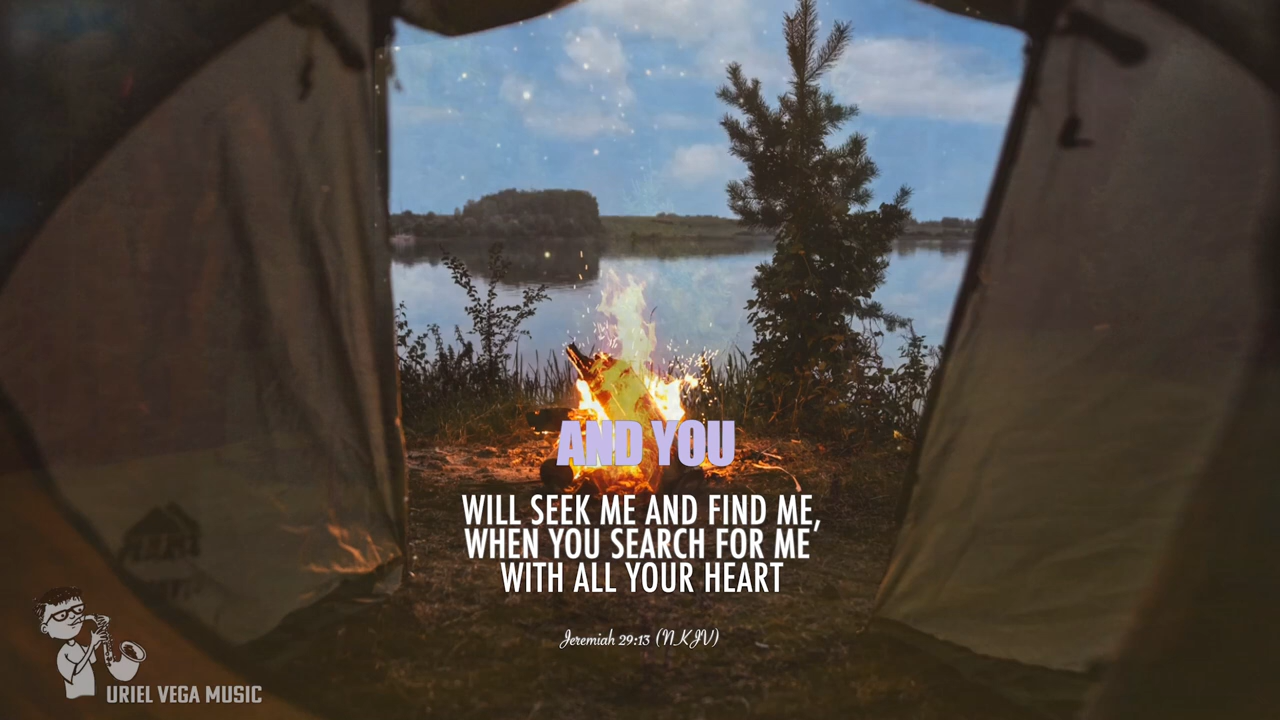 AND YOU
WILL SEEK ME AND FIND ME,
WHEN YOU SEARCH FOR ME
WITH ALL YOUR HEART
Jeremiah 29:13 (NKJV)
URIEL VEGA MUSIC